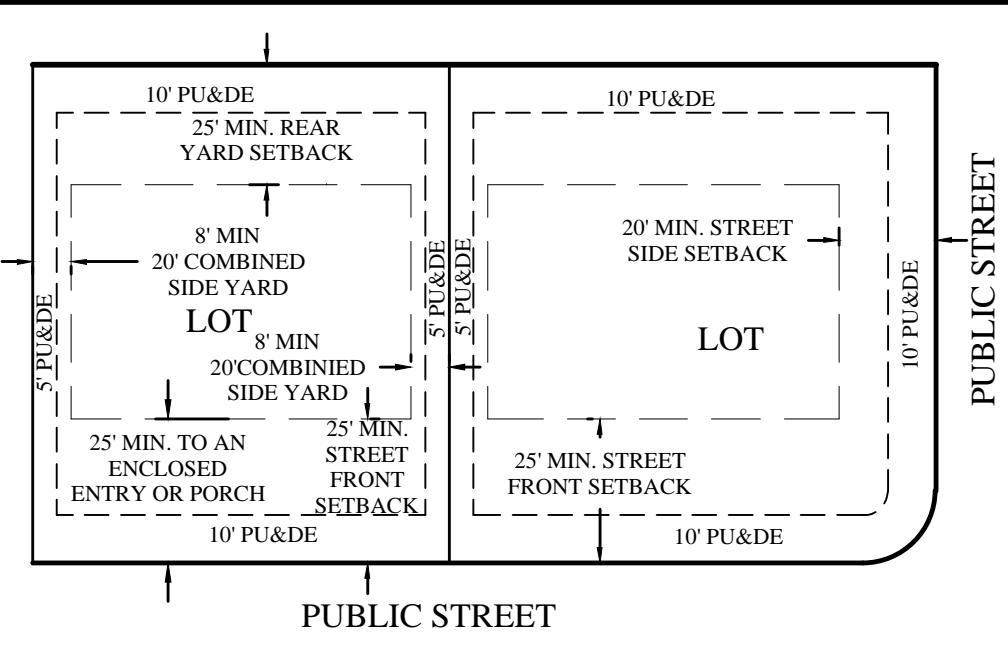 10' PU&DE
25' MIN. REAR
YARD SETBACK
8' MIN
20' COMBINED
SIDE YARD
LOT
8' MIN
20'COMBINIED
SIDE YARD
5' PU&DE
5' PU&DE
5' PU&DE
25' MIN. TO AN
ENCLOSED
ENTRY OR PORCH
25' MIN.
STREET
FRONT
SETBACK
10' PU&DE
10' PU&DE
20' MIN. STREET
SIDE SETBACK
LOT
25' MIN. STREET
FRONT SETBACK
10' PU&DE
10' PU&DE
PUBLIC STREET
PUBLIC STREET